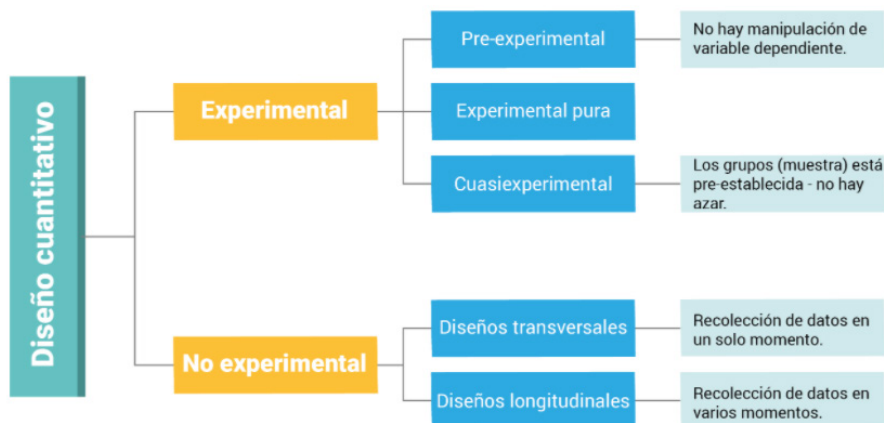 Diseño cuantitativo
Experimental
Pre-experimental
No hay manipulación de
variable dependiente.
Experimental pura
Cuasiexperimental
Los grupos (muestra) está
pre-establecida - no hay
azar.
No experimental
Diseños transversales
Recolección de datos en
un solo momento.
Diseños longitudinales
Recolección de datos en
varios momentos.